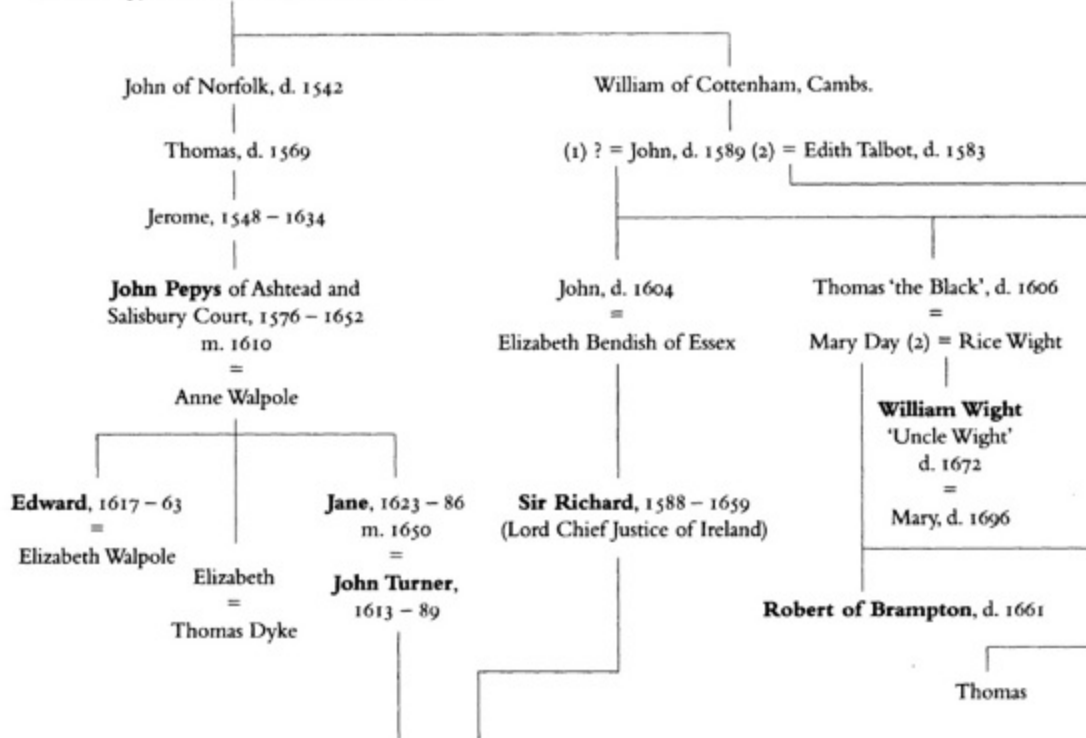 John of Norfolk, d. 1542
William of Cottenham, Cambs.
Thomas, d. 1569
(1) ? = John, d. 1589 (2) = Edith Talbot, d. 1583
Jerome, 1548 – 1634
John Pepys of Ashtead and
Salisbury Court, 1576 – 1652
m. 1610
=
Anne Walpole
John, d. 1604
=
Elizabeth Bendish of Essex
Thomas ‘the Black’, d. 1606
=
Mary Day (2) = Rice Wight
William Wight
‘Uncle Wight’
d. 1672
=
Mary, d. 1696
Edward, 1617 – 63
=
Elizabeth Walpole
Elizabeth
=
Thomas Dyke
Jane, 1623 – 86
m. 1650
=
John Turner,
1613 – 89
Sir Richard, 1588 – 1659
(Lord Chief Justice of Ireland)
Robert of Brampton, d. 1661
Thomas